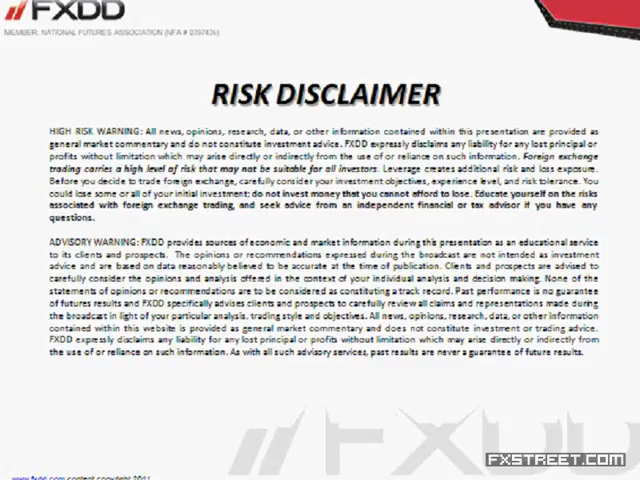 FXDD
MEMBER, NATIONAL FUTURES ASSOCIATION (NFA # 0397435)
RISK DISCLAIMER
HIGH RISK WARNING: All news, opinions, research, data, or other information contained within this presentation are provided as
general market commentary and do not constitute investment advice. FXDD expressly disclaims any liability for any lost principal or
profits without limitation which may arise directly or indirectly from the use of or reliance on such information. Foreign exchange
trading carries a high level of risk that may not be suitable for all investors. Leverage creates additional risk and loss exposure.
Before you decide to trade foreign exchange, carefully consider your investment objectives, experience level, and risk tolerance. You
could lose some or all of your initial investment; do not invest money that you cannot afford to lose. Educate yourself on the risks
associated with foreign exchange trading, and seek advice from an independent financial or tax advisor if you have any
questions.
ADVISORY WARNING: FXDD provides sources of economic and market information during this presentation as an educational service
to its clients and prospects. The opinions or recommendations expressed during the broadcast are not intended as investment
advice and are based on data reasonably believed to be accurate at the time of publication. Clients and prospects are advised to
carefully consider the opinions and analysis offered in the context of your individual analysis and decision making. None of the
statements of opinions or recommendations are to be considered as constituting a track record. Past performance is no guarantee
of future results and FXDD specifically advises clients and prospects to carefully review all claims and representations made during
the broadcast in light of your particular analysis, trading style and objectives. All news, opinions, research, data, or other information
contained within this website is provided as general market commentary and does not constitute investment or trading advice.
FXDD expressly disclaims any liability for any lost principal or profits without limitation which may arise directly or indirectly from
the use of or reliance on such information. As with all such advisory services, past results are never a guarantee of future results.
FXDD
FXSTREET.COM
www.fxdd.com content copyright 2011